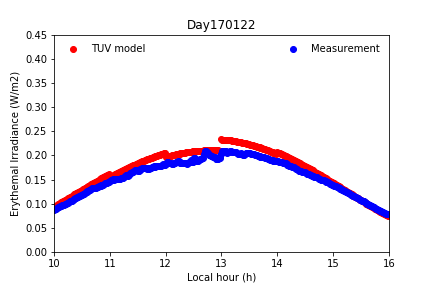 Day170122
TUV model
Measurement
Erythemal Irradiance (W/m2)
0.45
0.40
0.35
0.30
0.25
0.20
0.15
0.10
0.05
0.00
10 11 12 13 14 15 16
Local hour (h)